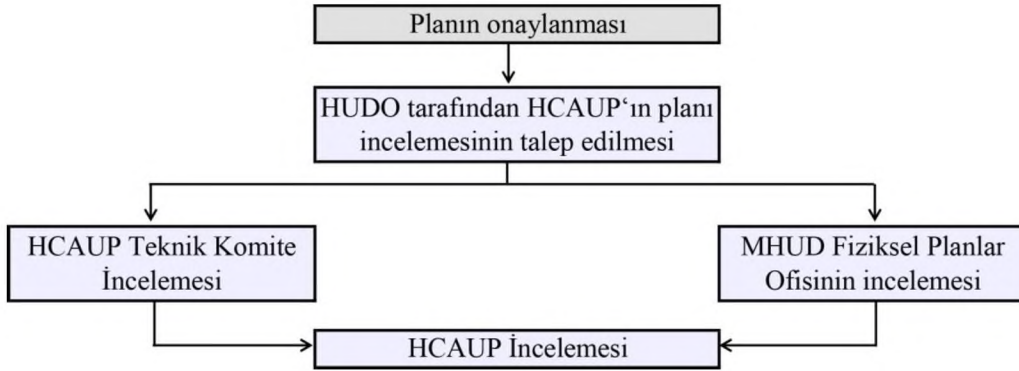 Planın onaylanması
HUDO tarafından HCAUP‘ın planı
incelemesinin talep edilmesi
HCAUP Teknik Komite
İncelemesi
MHUD Fiziksel Planlar
Ofisinin incelemesi
HCAUP İncelemesi